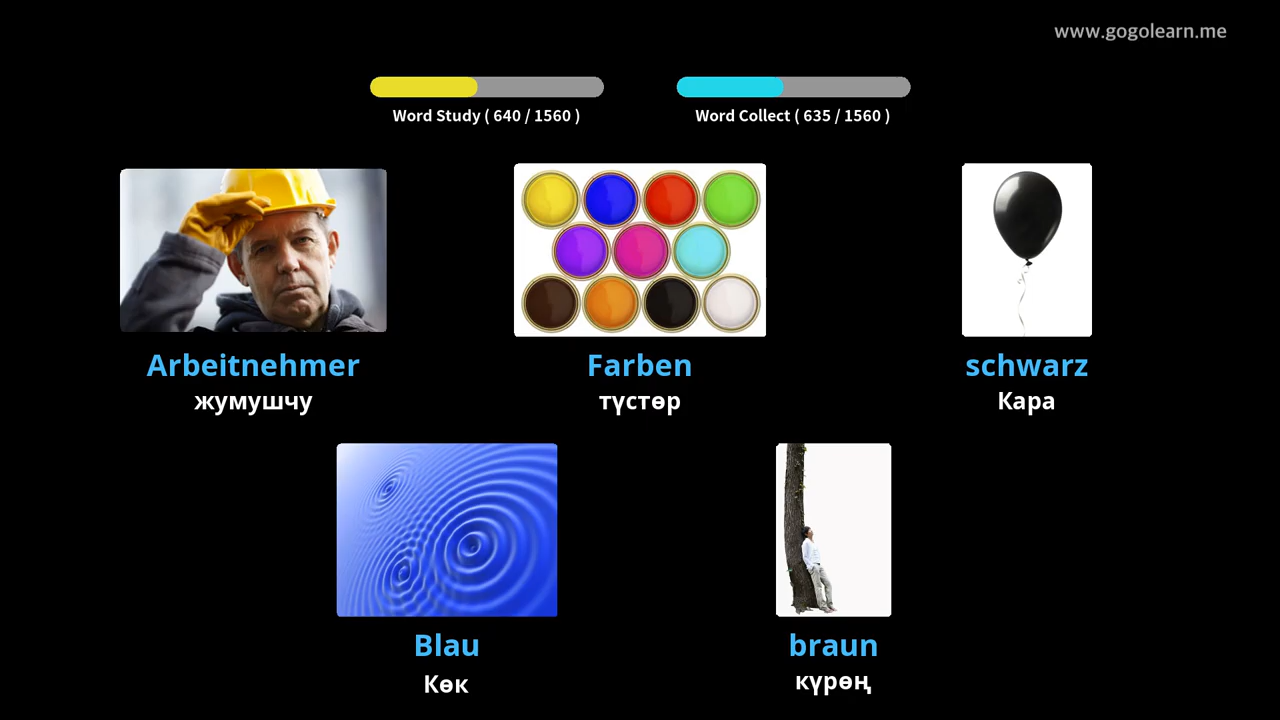 www.gogolearn.me
Word Study ( 640 / 1560 )
Word Collect ( 635 / 1560 )
Arbeitnehmer
жумушчу
Farben
түстөр
schwarz
Кара
Blau
Көк
braun
күрөң